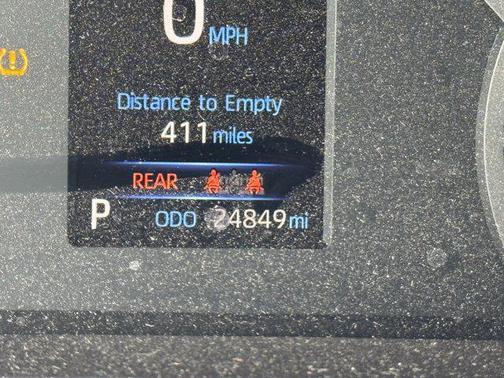 0 MPH
Distance to Empty
411 miles
REAR
P ODO 24849 mi